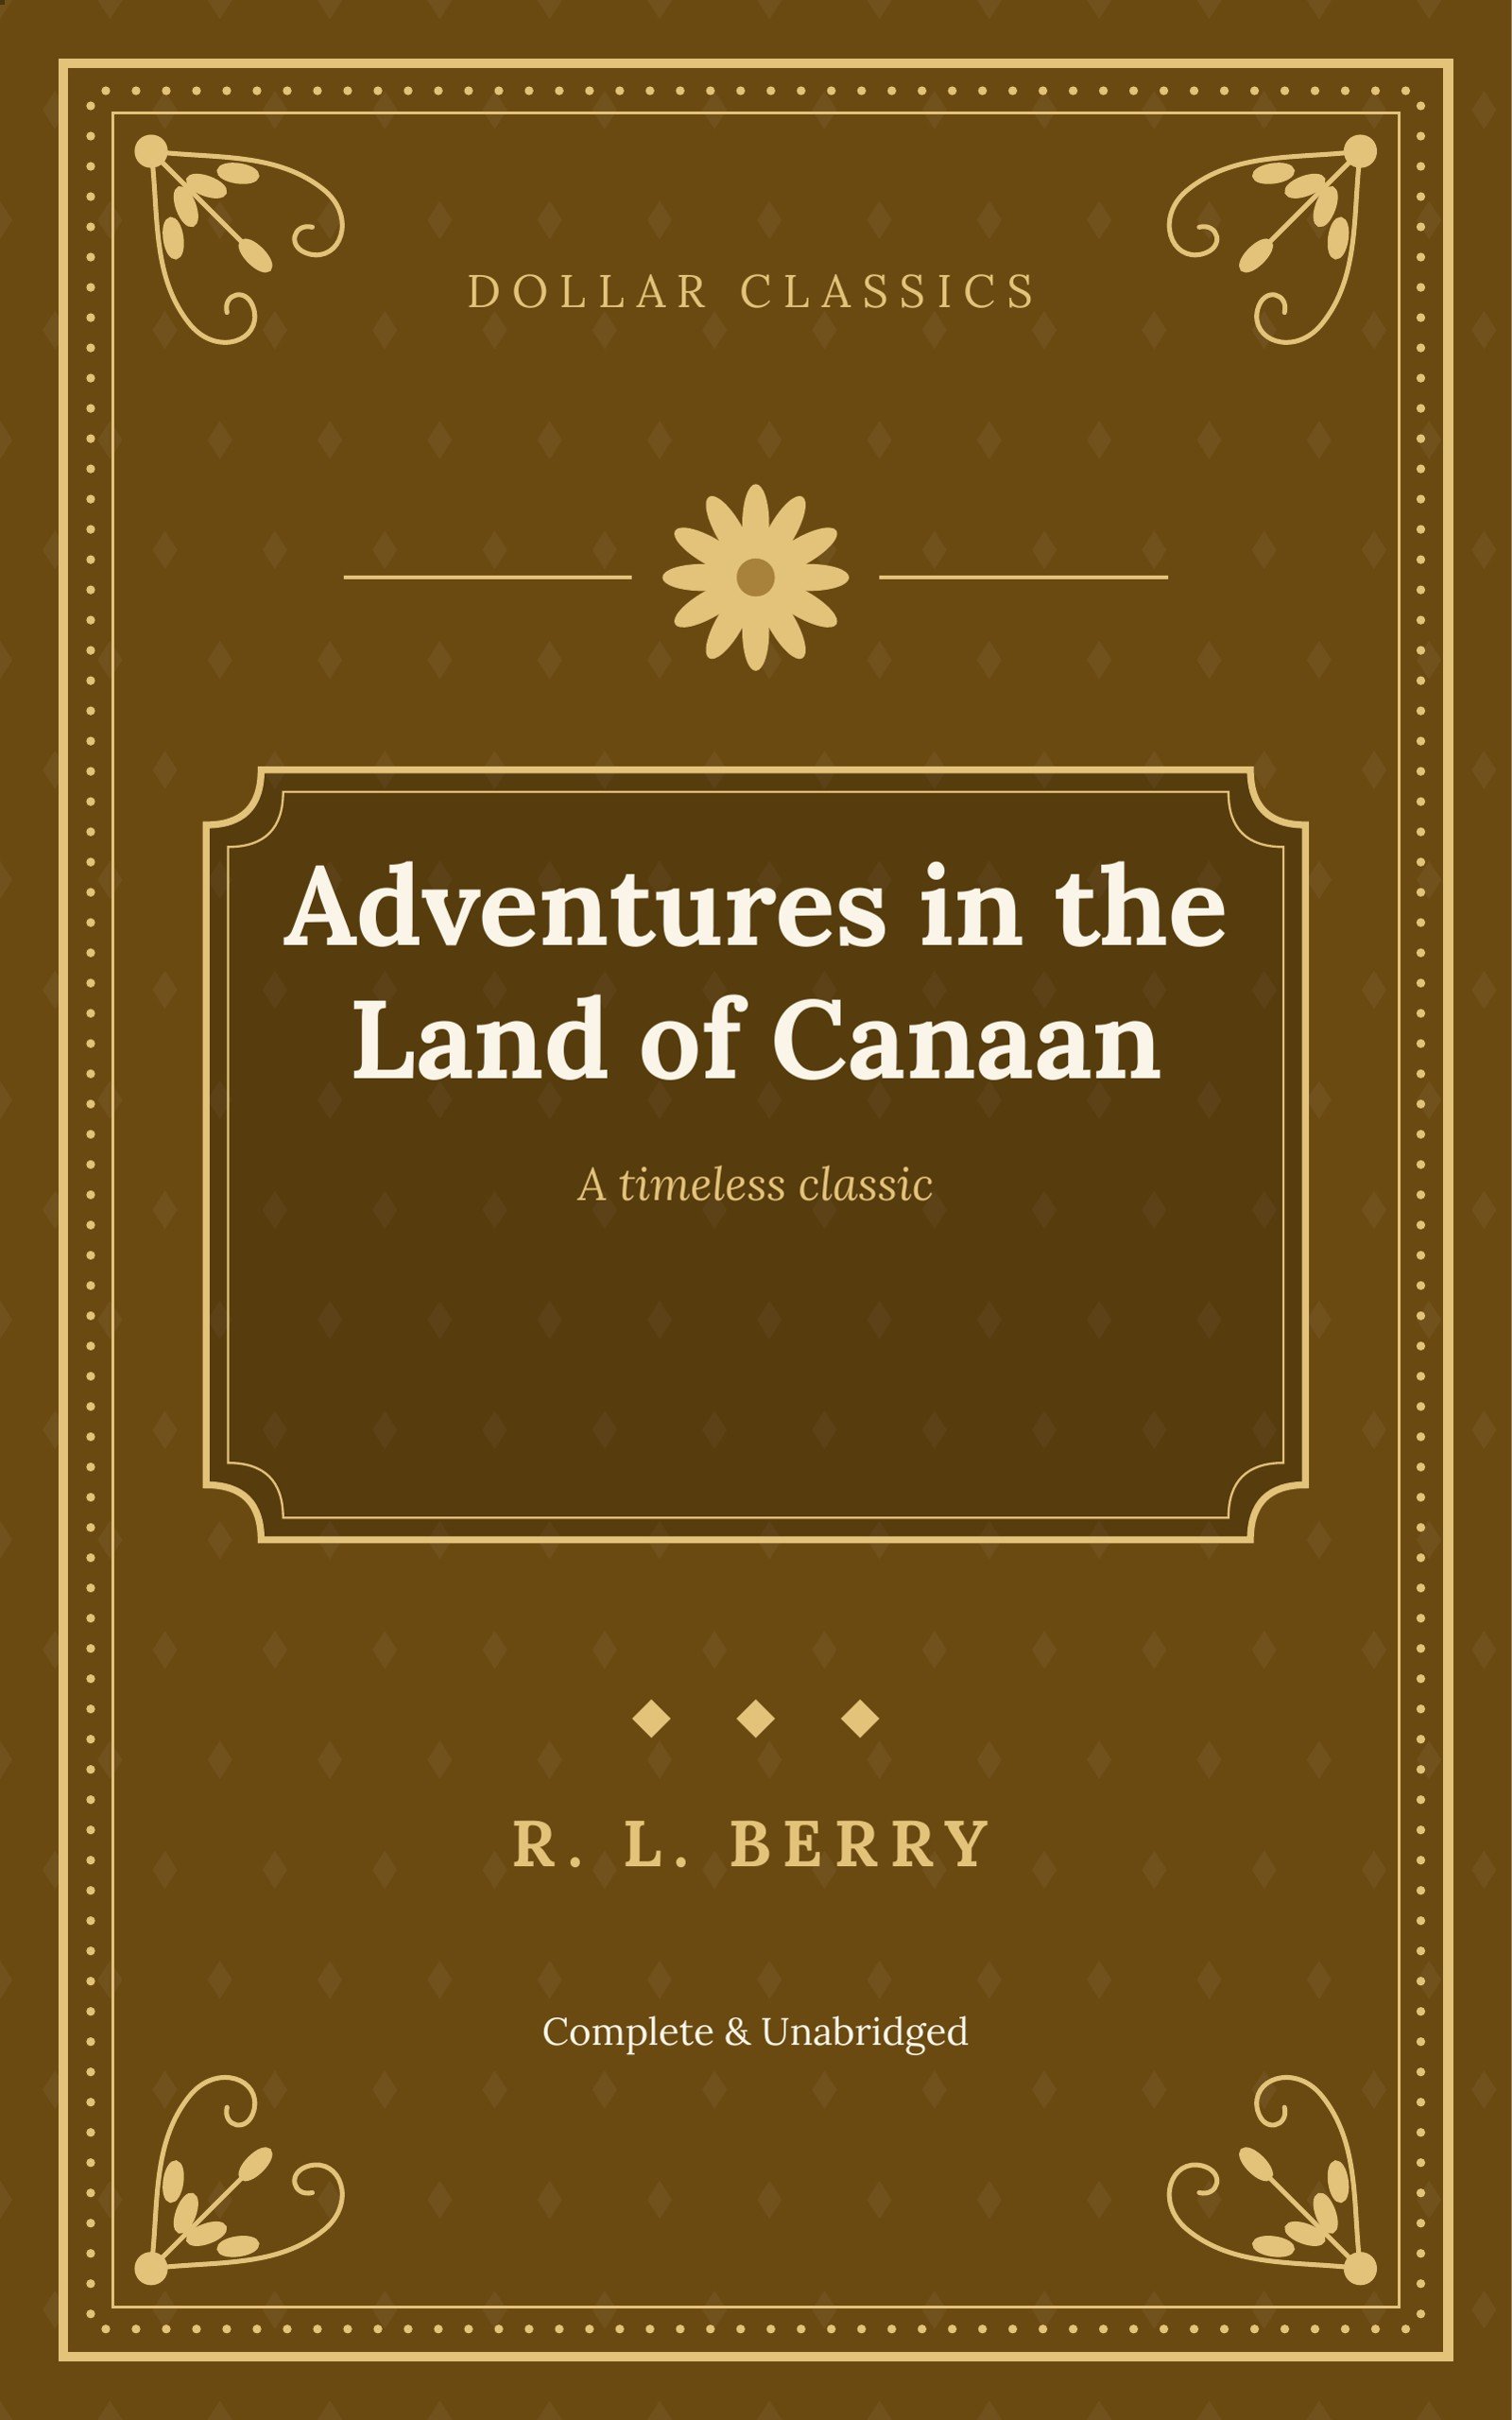 DOLLAR CLASSICS
Adventures in the
Land of Canaan
A timeless classic
R. L. BERRY
Complete & Unabridged